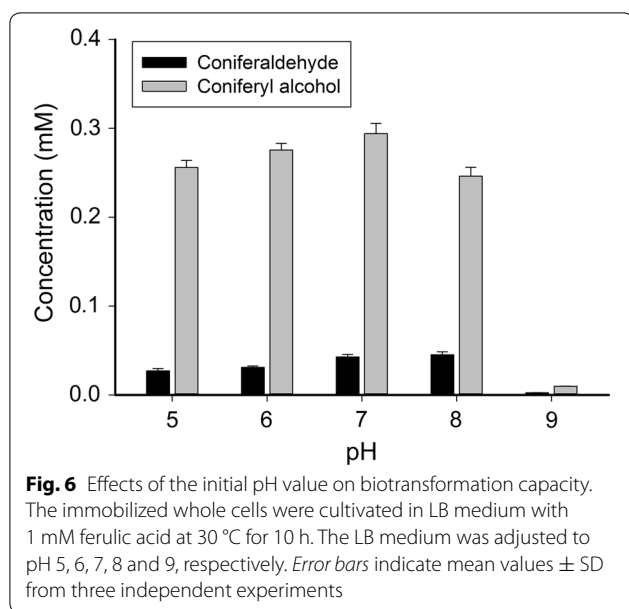 0.4
Coniferaldehyde
Coniferyl alcohol
0.3
0.2
0.1
0.0
Concentration (mM)
5 6 7 8 9
pH
Fig. 6 Effects of the initial pH value on biotransformation capacity.
The immobilized whole cells were cultivated in LB medium with
1 mM ferulic acid at 30 °C for 10 h. The LB medium was adjusted to
pH 5, 6, 7, 8 and 9, respectively. Error bars indicate mean values ± SD
from three independent experiments